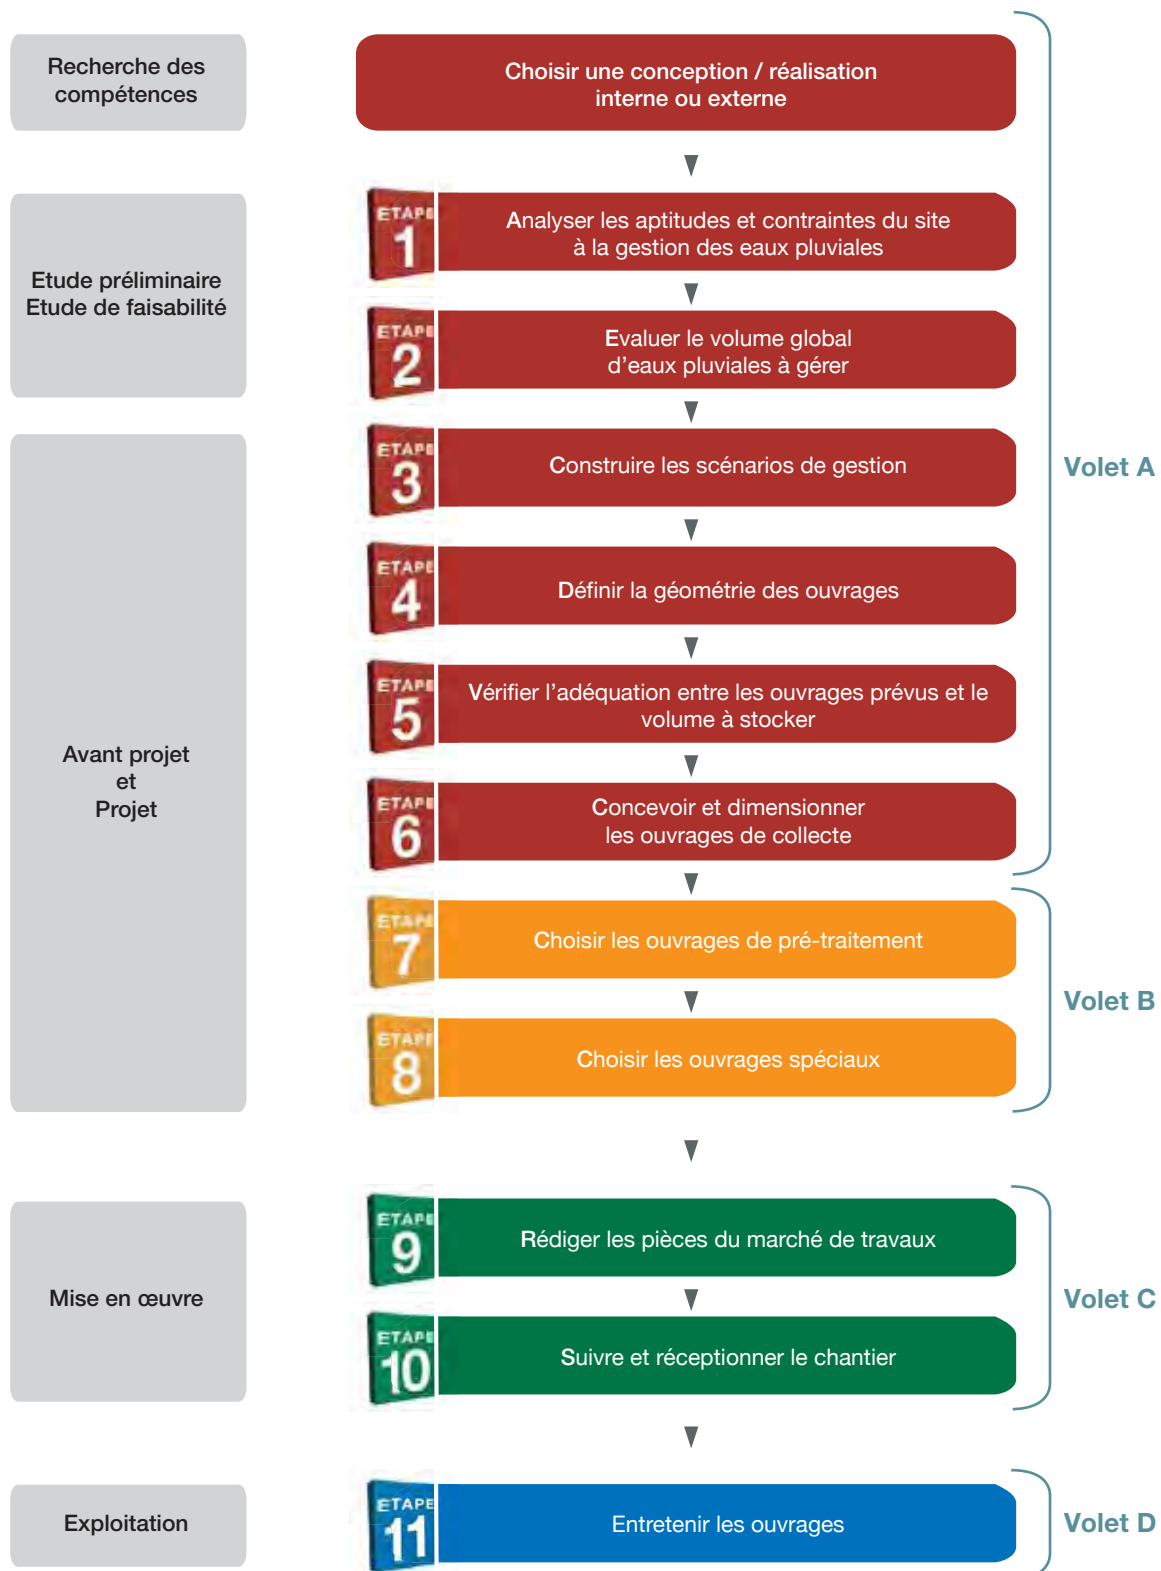 Recherche des
compétences
Choisir une conception / réalisation
interne ou externe
Etude préliminaire
Etude de faisabilité
ETAPE
1
Analyser les aptitudes et contraintes du site
à la gestion des eaux pluviales
ETAPE
2
Evaluer le volume global
d'eaux pluviales à gérer
Avant projet
et
Projet
ETAPE
3
Construire les scénarios de gestion
ETAPE
4
Définir la géométrie des ouvrages
ETAPE
5
Vérifier l'adéquation entre les ouvrages prévus et le
volume à stocker
ETAPE
6
Concevoir et dimensionner
les ouvrages de collecte
Volet A
ETAPE
7
Choisir les ouvrages de pré-traitement
ETAPE
8
Choisir les ouvrages spéciaux
Volet B
Mise en œuvre
ETAPE
9
Rédiger les pièces du marché de travaux
ETAPE
10
Suivre et réceptionner le chantier
Volet C
Exploitation
ETAPE
11
Entretenir les ouvrages
Volet D